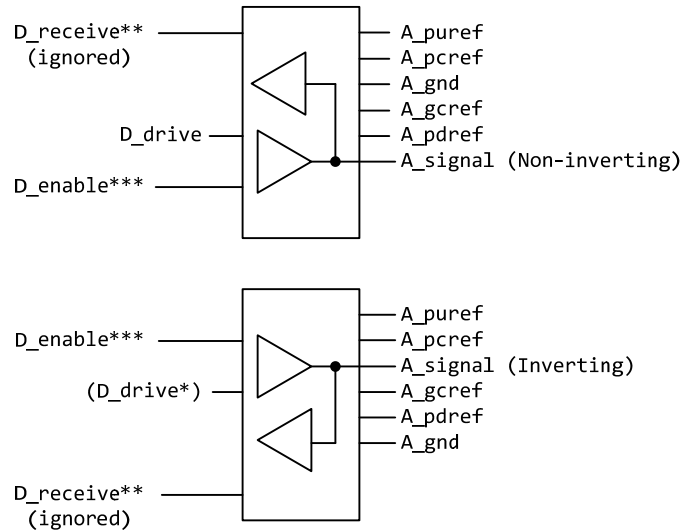 D_receive**
(ignored)
D_drive
D_enable***
A_puref
A_pcref
A_gnd
A_gcref
A_pdref
A_signal (Non-inverting)
D_enable***
(D_drive*)
D_receive**
(ignored)
A_puref
A_pcref
A_signal (Inverting)
A_gcref
A_pdref
A_gnd